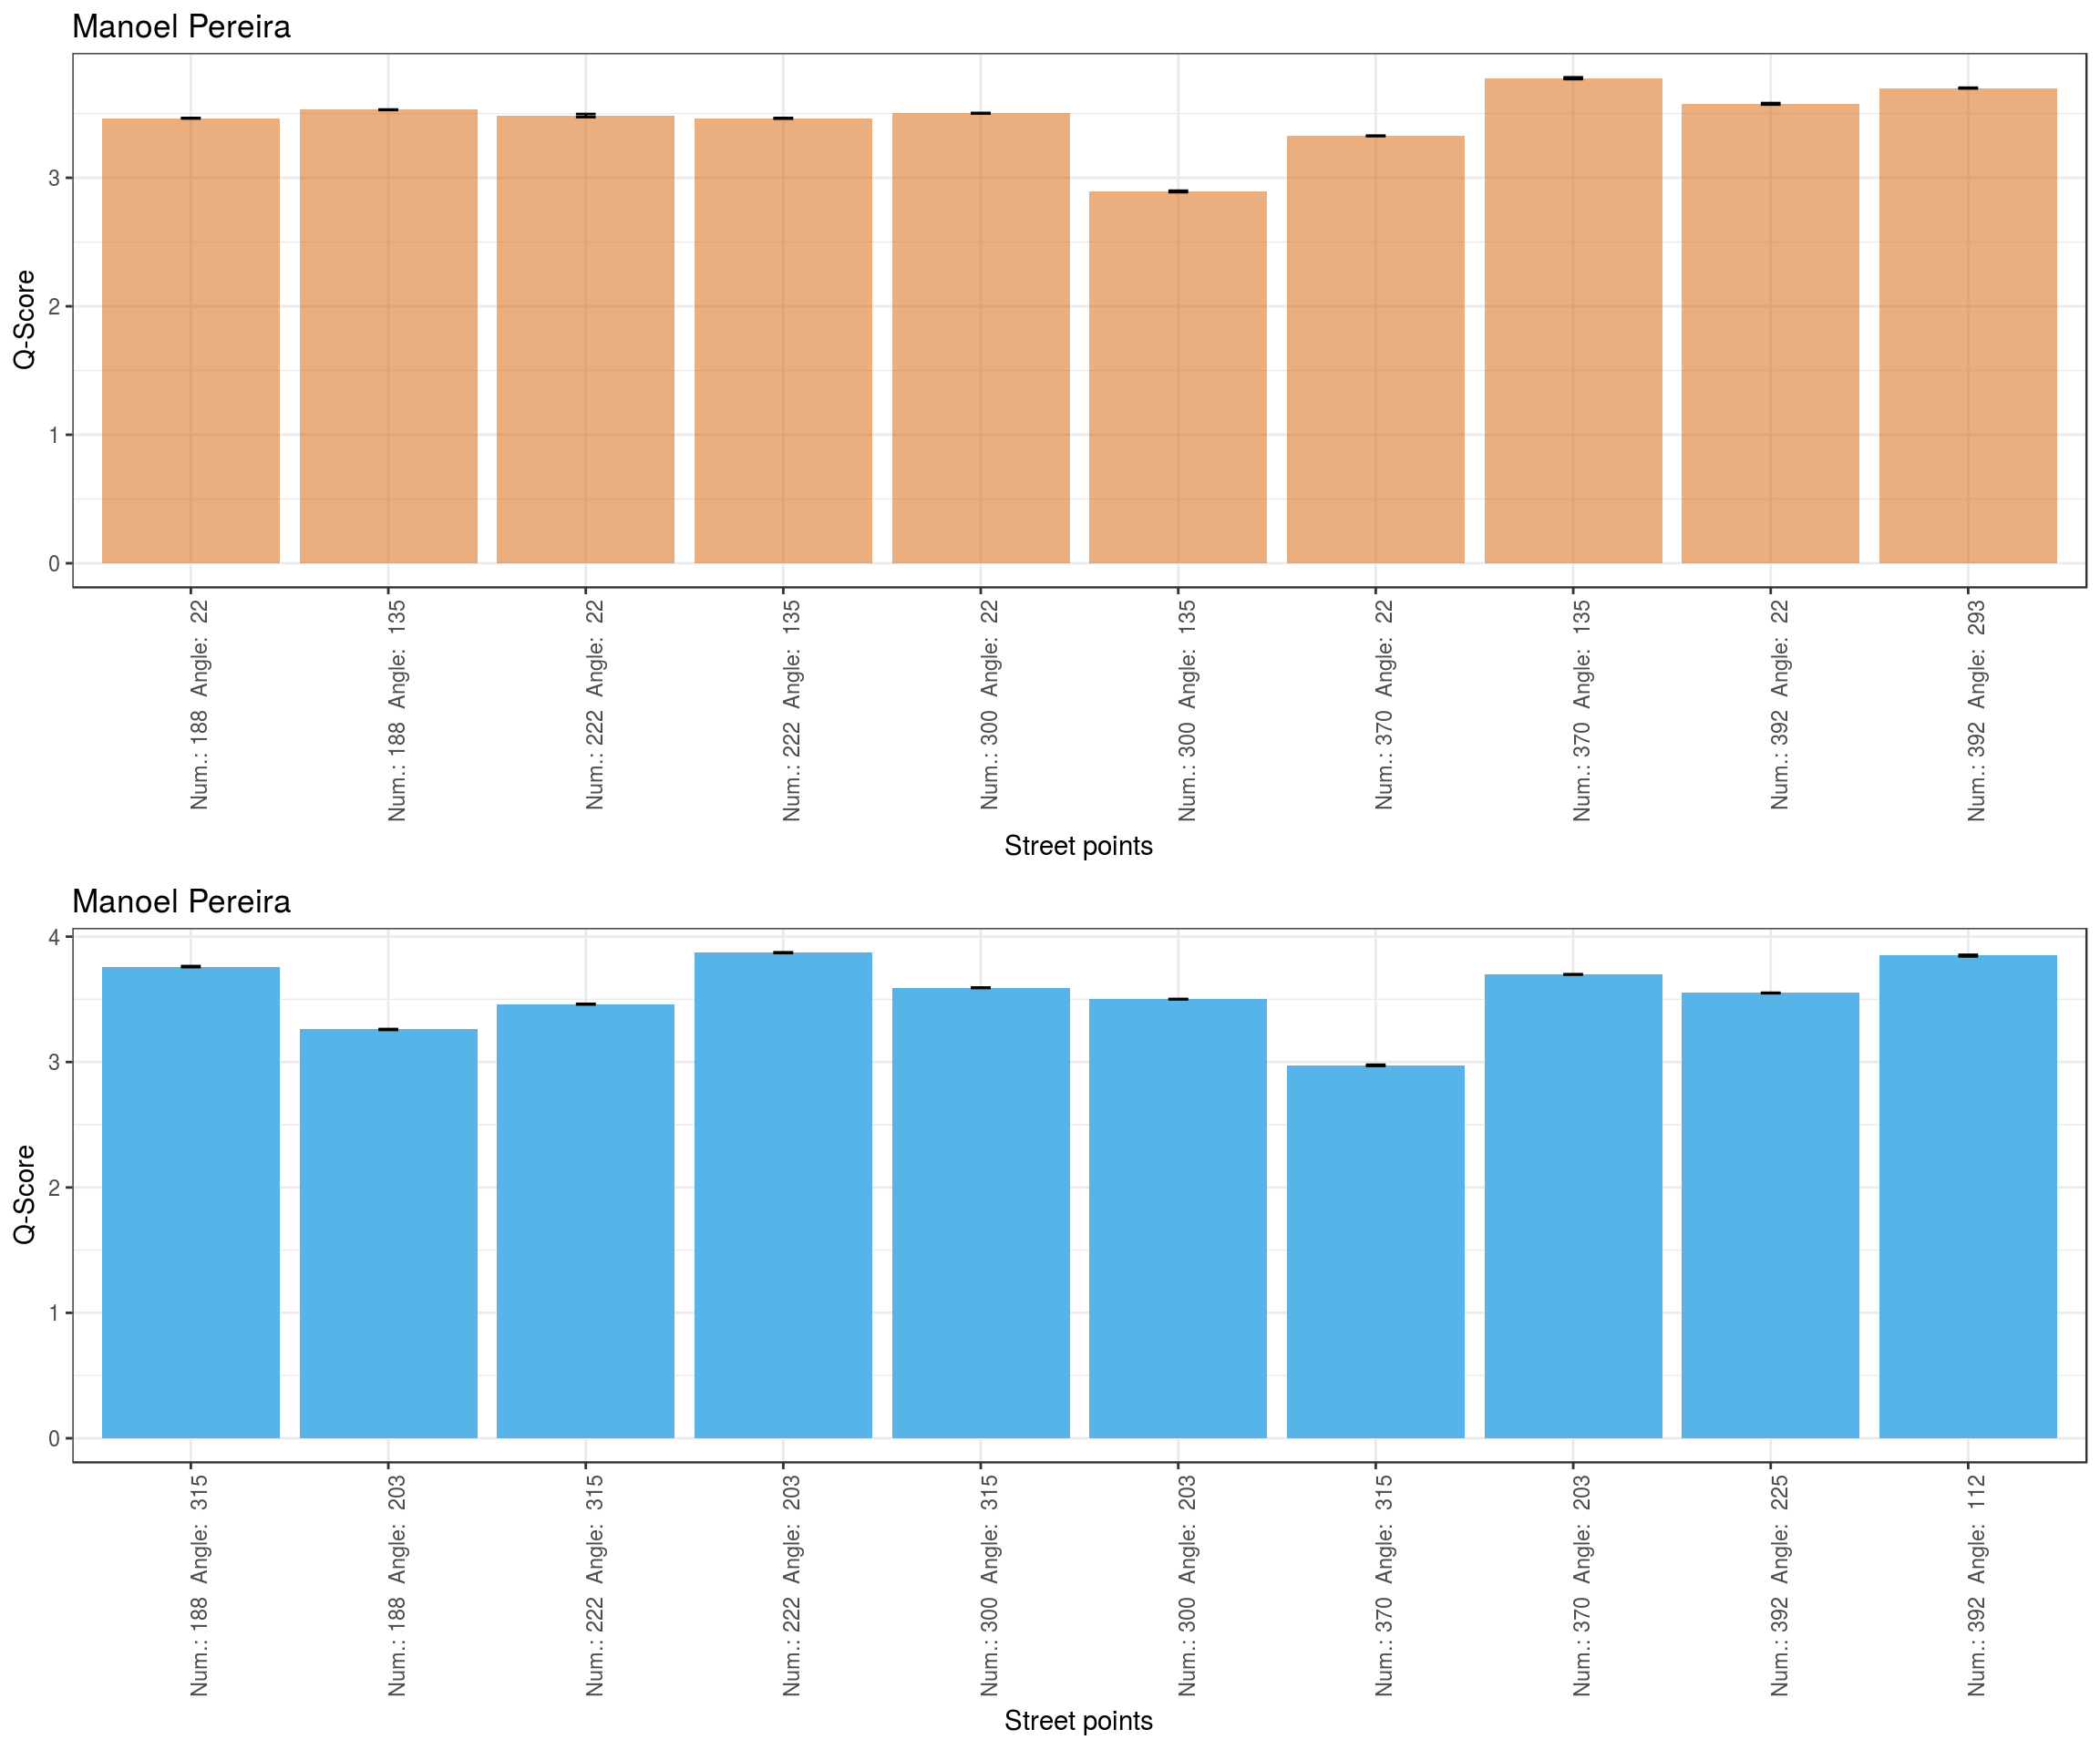 Manoel Pereira
Q-Score
3
2
1
0
Num.: 188 Angle: 22
Num.: 188 Angle: 135
Num.: 222 Angle: 22
Num.: 222 Angle: 135
Num.: 300 Angle: 22
Num.: 300 Angle: 135
Num.: 370 Angle: 22
Num.: 370 Angle: 135
Num.: 392 Angle: 22
Num.: 392 Angle: 293
Street points
Manoel Pereira
Q-Score
4
3
2
1
0
Num.: 188 Angle: 315
Num.: 188 Angle: 203
Num.: 222 Angle: 315
Num.: 222 Angle: 203
Num.: 300 Angle: 315
Num.: 300 Angle: 203
Num.: 370 Angle: 315
Num.: 370 Angle: 203
Num.: 392 Angle: 225
Num.: 392 Angle: 112
Street points